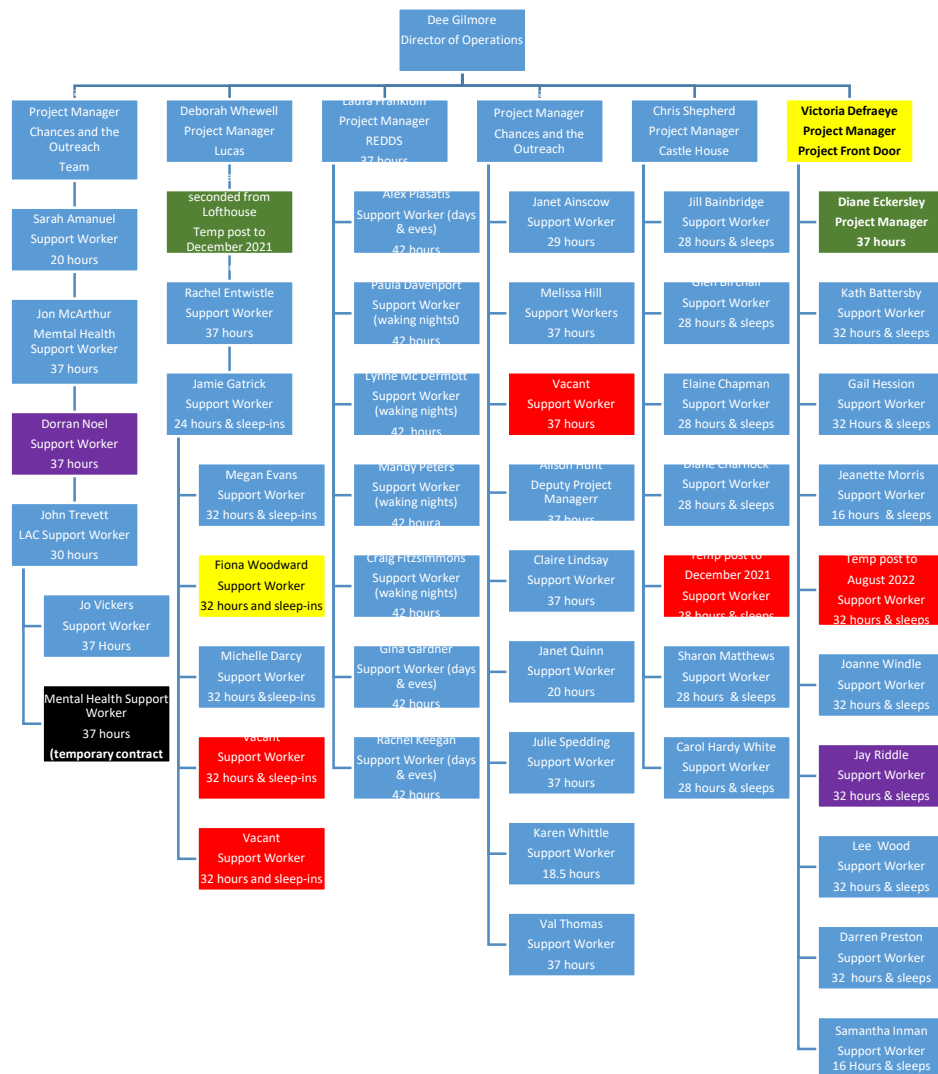 Dee Gilmore
Director of Operations
Project Manager
Chances and the
Outreach
Team
Sarah Amanuel
Support Worker
20 hours
Jon McArthur
Memtal Health
Support Worker
37 hours
Dorran Noel
Support Worker
37 hours
John Trevett
LAC Support Worker
30 hours
Jo Vickers
Support Worker
37 Hours
Mental Health Support
Worker
37 hours
(temporary contract
Deborah Whewell
Project Manager
Lucas
seconded from
Lofthouse
Temp post to
December 2021
Rachel Entwistle
Support Worker
37 hours
Jamie Gatrick
Support Worker
24 hours & sleep-ins
Megan Evans
Support Worker
32 hours & sleep-ins
Fiona Woodward
Support Worker
32 hours and sleep-ins
Michelle Darcy
Support Worker
32 hours &sleep-ins
Vacant
Support Worker
32 hours & sleep-ins
Vacant
Support Worker
32 hours and sleep-ins
Laura Franklom
Project Manager
REDDS
37 hours
Alex Plasatis
Support Worker (days
& eves)
42 hours
Paula Davenport
Support Worker
(waking nights0
42 hours
Lynne Mc Dermott
Support Worker
(waking nights)
42 hours
Mandy Peters
Support Worker
(waking nights)
42 houra
Craig Fitzsimmons
Support Worker
(waking nights)
42 hours
Gina Gardner
Support Worker (days
& eves)
42 hours
Rachel Keegan
Support Worker (days
& eves)
42 hours
Project Manager
Chances and the
Outreach
Janet Ainscow
Support Worker
29 hours
Melissa Hill
Support Workers
37 hours
Vacant
Support Worker
37 hours
Alison Hunt
Deputy Project
Managerr
37 hours
Claire Lindsay
Support Worker
37 hours
Janet Quinn
Support Worker
20 hours
Julie Spedding
Support Worker
37 hours
Karen Whittle
Support Worker
18.5 hours
Val Thomas
Support Worker
37 hours
Chris Shepherd
Project Manager
Castle House
Jill Bainbridge
Support Worker
28 hours & sleeps
Glen Birchall
Support Worker
28 hours & sleeps
Elaine Chapman
Support Worker
28 hours & sleeps
Diane Charnock
Support Worker
28 hours & sleeps
Temp post to
December 2021
Support Worker
28 hours & sleeps
Sharon Matthews
Support Worker
28 hours & sleeps
Carol Hardy White
Support Worker
28 hours & sleeps
Victoria Defraeye
Project Manager
Project Front Door
Diane Eckersley
Project Manager
37 hours
Kath Battersby
Support Worker
32 hours & sleeps
Gail Hession
Support Worker
32 Hours & sleeps
Jeanette Morris
Support Worker
16 hours & sleeps
Temp post to
August 2022
Support Worker
32 hours & sleeps
Joanne Windle
Support Worker
32 hours & sleeps
Jay Riddle
Support Worker
32 hours & sleeps
Lee Wood
Support Worker
32 hours & sleeps
Darren Preston
Support Worker
32 hours & sleeps
Samantha Inman
Support Worker
16 Hours & sleeps